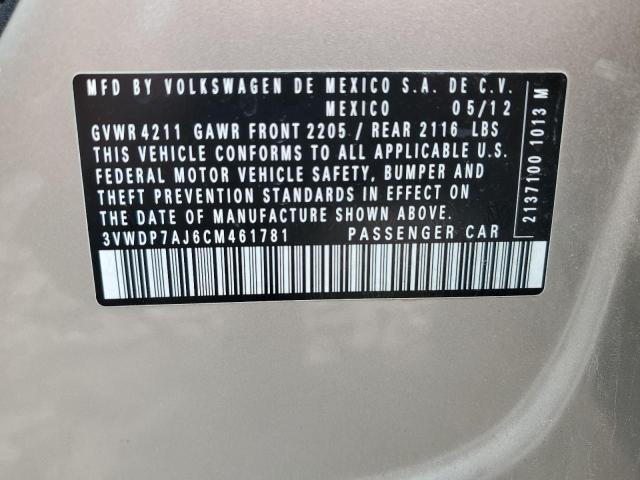 MFD BY VOLKSWAGEN DE MEXICO S.A. DE C.V.
MEXICO 05/12
GVWR 4211 GAWR FRONT 2205 / REAR 2116 LBS
THIS VEHICLE CONFORMS TO ALL APPLICABLE U.S.
FEDERAL MOTOR VEHICLE SAFETY, BUMPER AND
THEFT PREVENTION STANDARDS IN EFFECT ON
THE DATE OF MANUFACTURE SHOWN ABOVE.
3VWDP7AJ6CM461781 PASSENGER CAR
2137100 1013 M